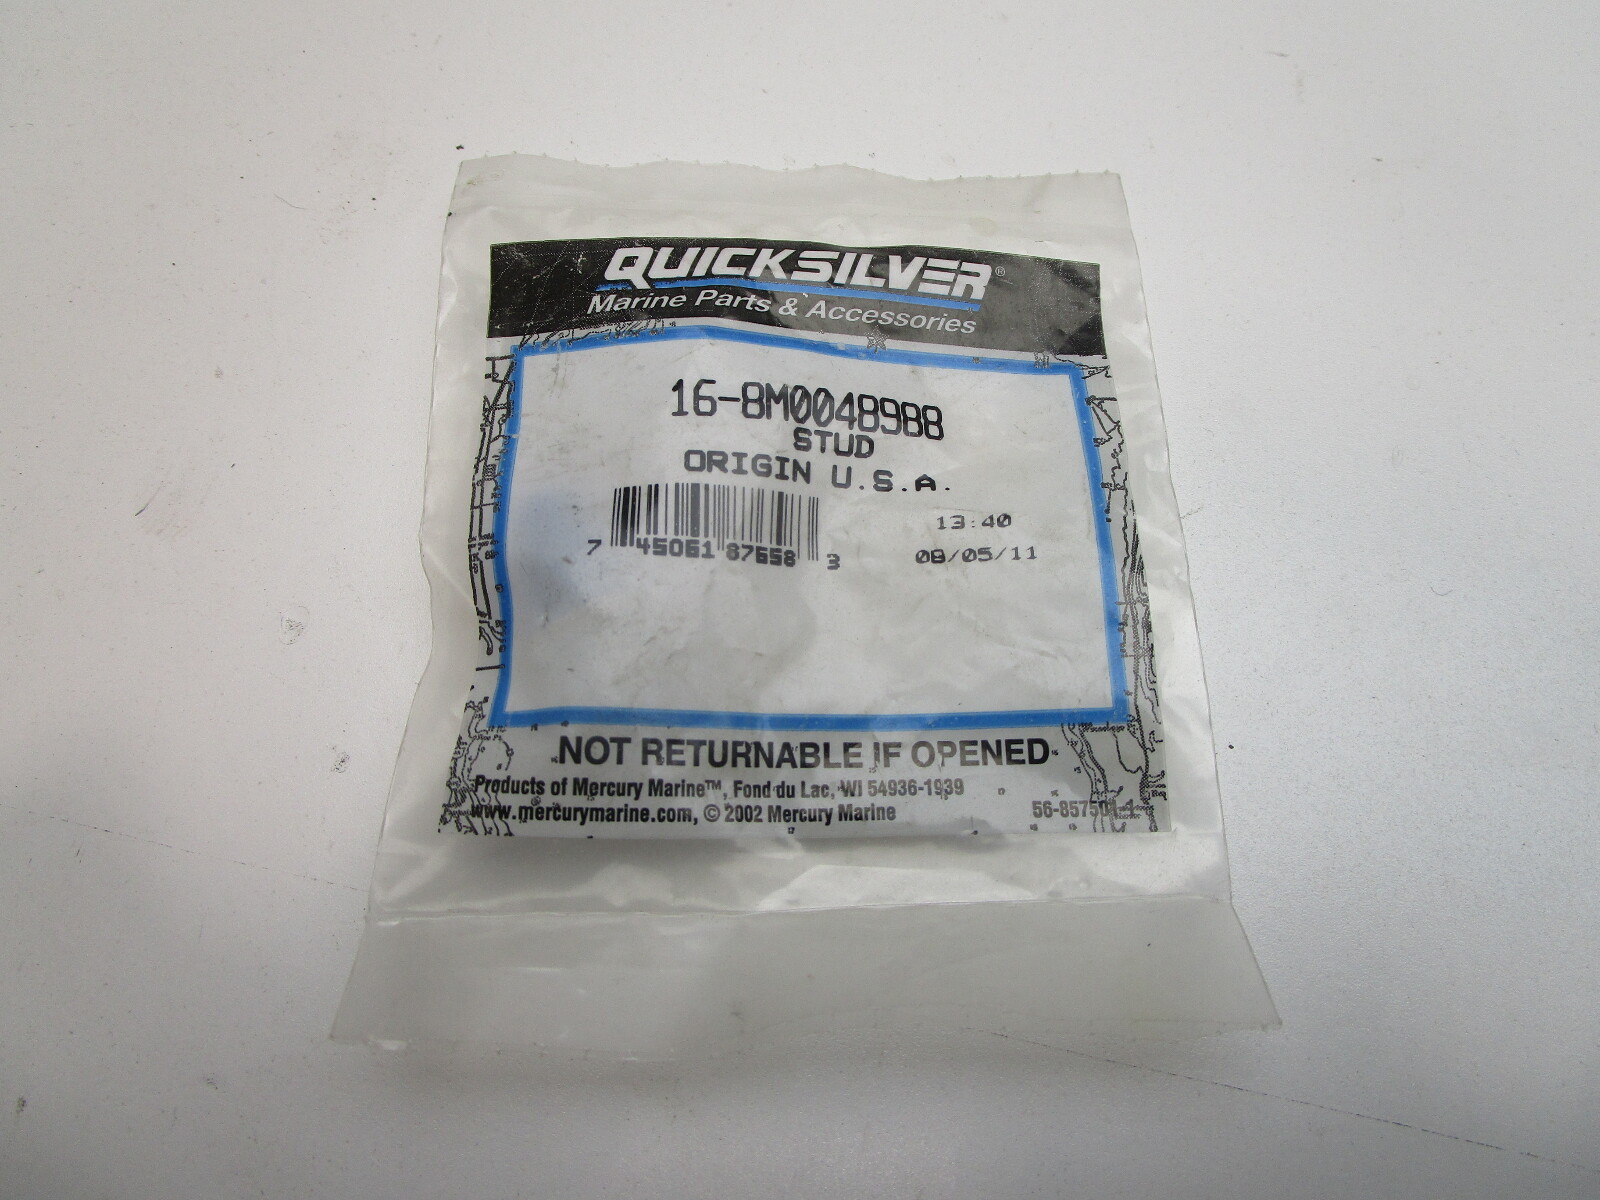 QUICKSILVER®
Marine Parts & Accessories
16-8M0048988
STUD
ORIGIN U.S.A.
13:40
7 45061 87658 3
08/05/11
NOT RETURNABLE IF OPENED
Products of Mercury Marine™, Fond du Lac, WI 54936-1939
www.mercurymarine.com, © 2002 Mercury Marine